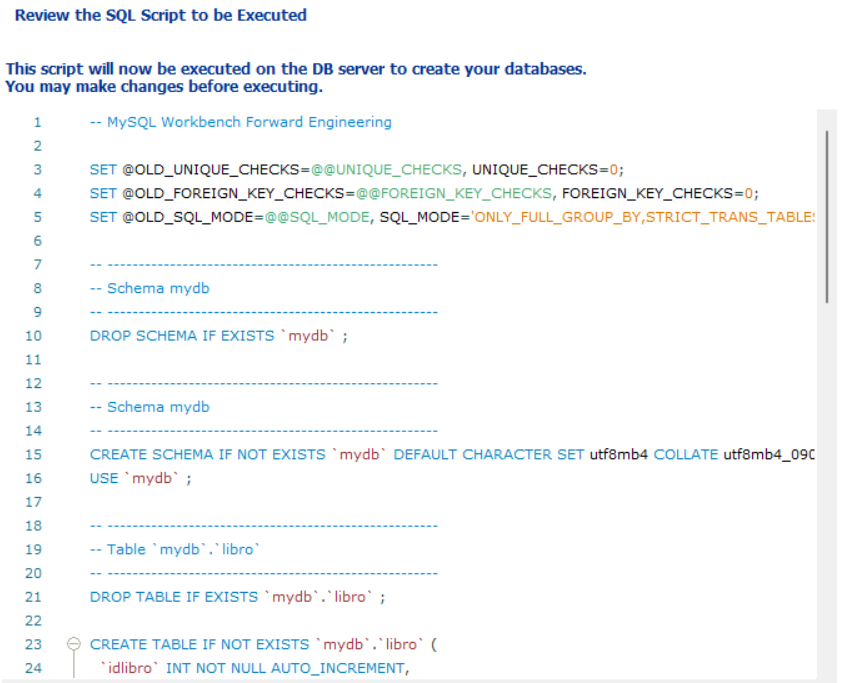 Review the SQL Script to be Executed
This script will now be executed on the DB server to create your databases.
You may make changes before executing.
1 -- MySQL Workbench Forward Engineering
2
3 SET @OLD_UNIQUE_CHECKS=@@UNIQUE_CHECKS, UNIQUE_CHECKS=0;
4 SET @OLD_FOREIGN_KEY_CHECKS=@@FOREIGN_KEY_CHECKS, FOREIGN_KEY_CHECKS=0;
5 SET @OLD_SQL_MODE=@@SQL_MODE, SQL_MODE='ONLY_FULL_GROUP_BY,STRICT_TRANS_TABLES
6
7 -- -----------------------------------------------------
8 -- Schema mydb
9 -- -----------------------------------------------------
10 DROP SCHEMA IF EXISTS `mydb` ;
11
12 -- -----------------------------------------------------
13 -- Schema mydb
14 -- -----------------------------------------------------
15 CREATE SCHEMA IF NOT EXISTS `mydb` DEFAULT CHARACTER SET utf8mb4 COLLATE utf8mb4_090
16 USE `mydb` ;
17
18 -- -----------------------------------------------------
19 -- Table `mydb`.`libro`
20 -- -----------------------------------------------------
21 DROP TABLE IF EXISTS `mydb`.`libro` ;
22
23 CREATE TABLE IF NOT EXISTS `mydb`.`libro` (
24 `idlibro` INT NOT NULL AUTO_INCREMENT,